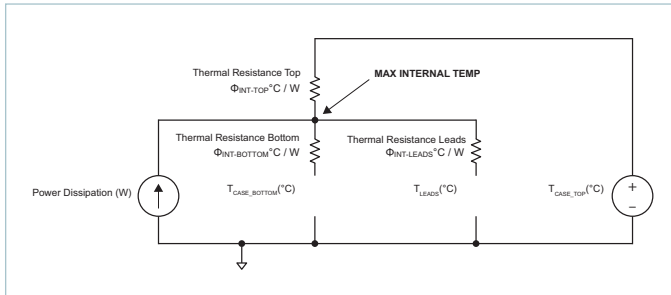 Thermal Resistance Top
MAX INTERNAL TEMP
ΦINT-TOP°C / W
Thermal Resistance Bottom
ΦINT-BOTTOM°C / W
Thermal Resistance Leads
ΦINT-LEADS°C / W
Power Dissipation (W)
TCASE_BOTTOM(°C)
TLEADS(°C)
TCASE_TOP(°C)
+
–